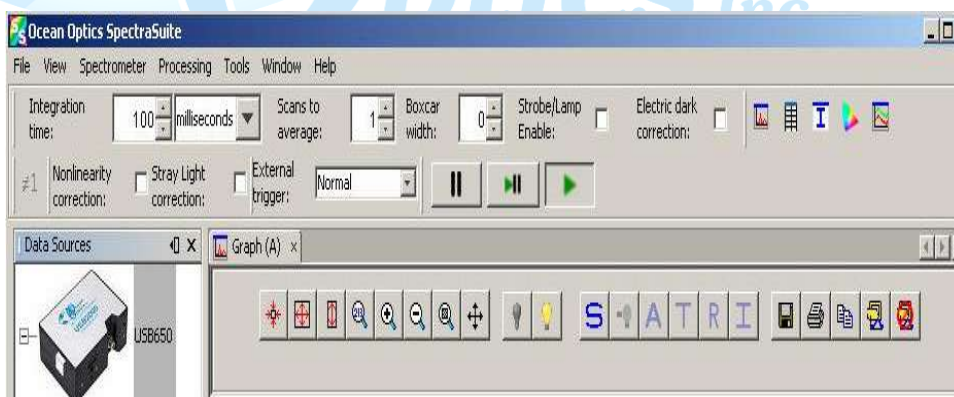 Inc
Ocean Optics SpectraSuite
File View Spectrometer Processing Tools Window Help
Integration time: 100 milliseconds Scans to average: 1 Boxcar width: 0 Strobe/Lamp Enable: Electric dark correction:
≠1 Nonlinearity correction: Stray Light correction: External trigger: Normal
Data Sources X Graph (A) ×
S A T R I
USB650